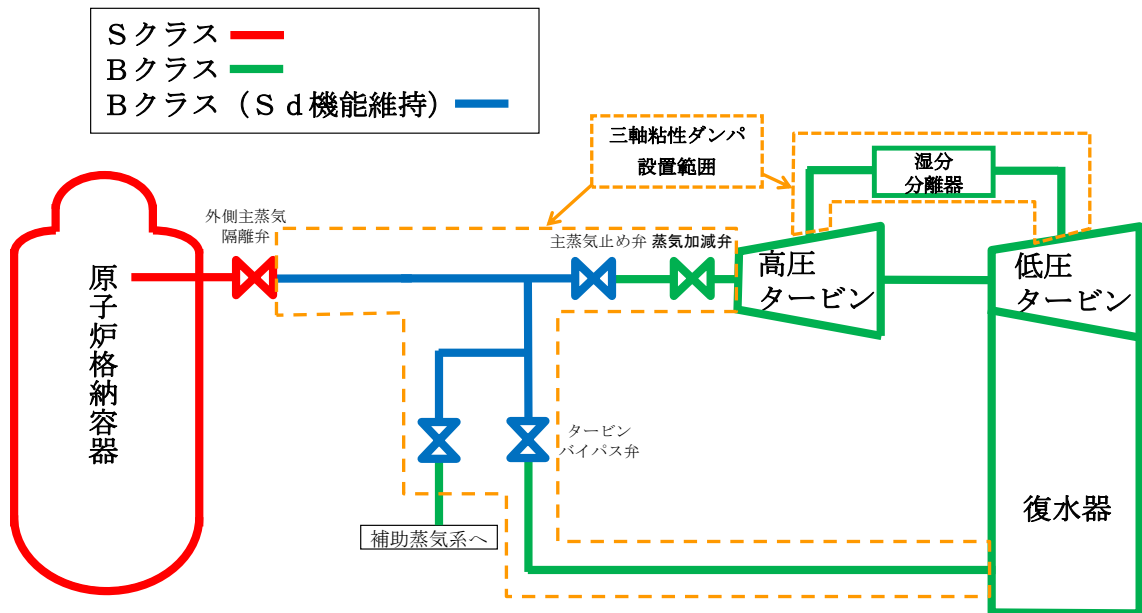 Ｓクラス
Ｂクラス
Ｂクラス（Ｓｄ機能維持）
三軸粘性ダンパ
設置範囲
湿分
分離器
外側主蒸気
隔離弁
主蒸気止め弁
蒸気加減弁
高圧
タービン
低圧
タービン
原子炉格納容器
タービン
バイパス弁
復水器
補助蒸気系へ